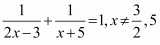 1/(2x−3) + 1/(x+5) = 1, x ≠ 3/2, 5